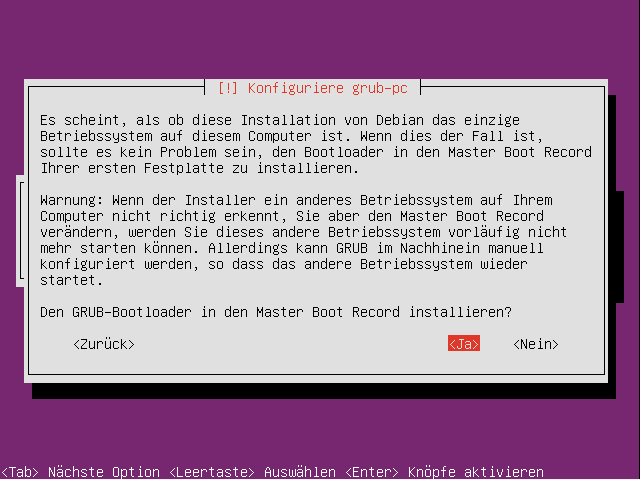 [!] Konfiguriere grub-pc
Es scheint, als ob diese Installation von Debian das einzige
Betriebssystem auf diesem Computer ist. Wenn dies der Fall ist,
sollte es kein Problem sein, den Bootloader in den Master Boot Record
Ihrer ersten Festplatte zu installieren.
Warnung: Wenn der Installer ein anderes Betriebssystem auf Ihrem
Computer nicht richtig erkennt, Sie aber den Master Boot Record
verändern, werden Sie dieses andere Betriebssystem vorläufig nicht
mehr starten können. Allerdings kann GRUB im Nachhinein manuell
konfiguriert werden, so dass das andere Betriebssystem wieder
startet.
Den GRUB-Bootloader in den Master Boot Record installieren?
<Zurück> <Ja> <Nein>
<Tab> Nächste Option <Leertaste> Auswählen <Enter> Knöpfe aktivieren